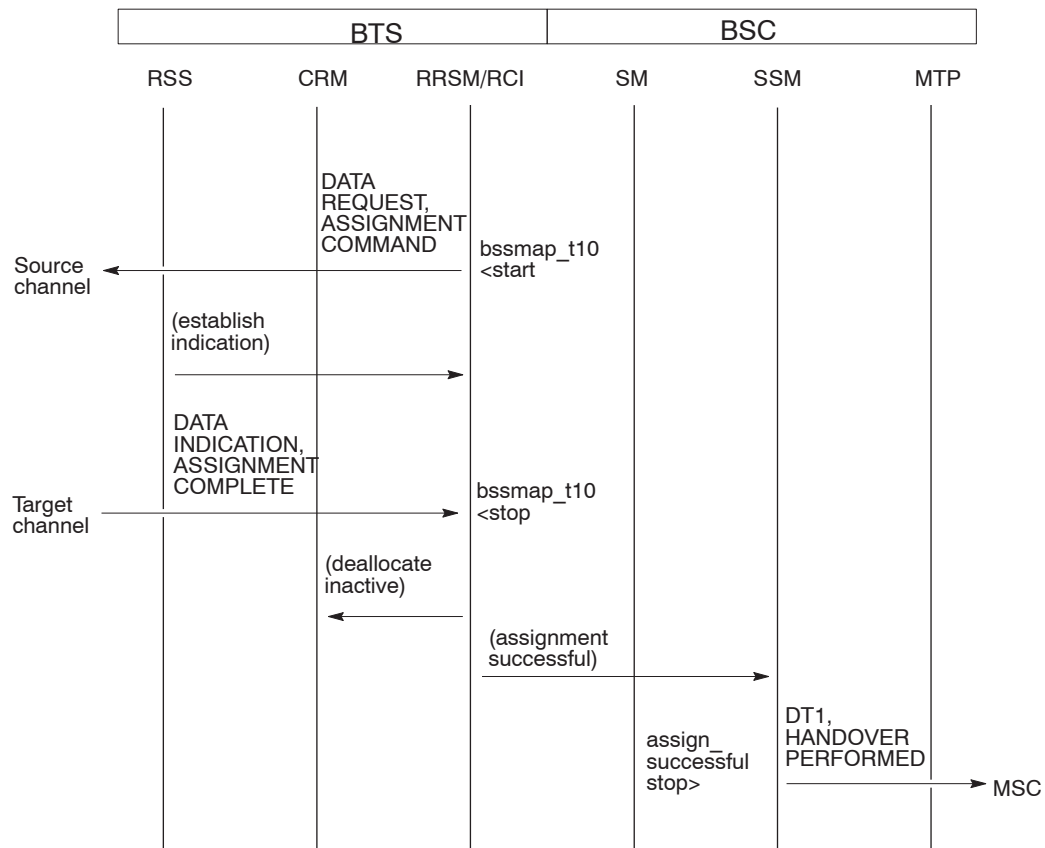 BTS BSC
RSS CRM RRSM/RCI SM SSM MTP
DATA
REQUEST,
ASSIGNMENT
COMMAND
bssmap_t10
<start
Source
channel
(establish
indication)
DATA
INDICATION,
ASSIGNMENT
COMPLETE
bssmap_t10
<stop
Target
channel
(deallocate
inactive)
(assignment
successful)
DT1,
HANDOVER
PERFORMED
assign_
successful
stop>
MSC